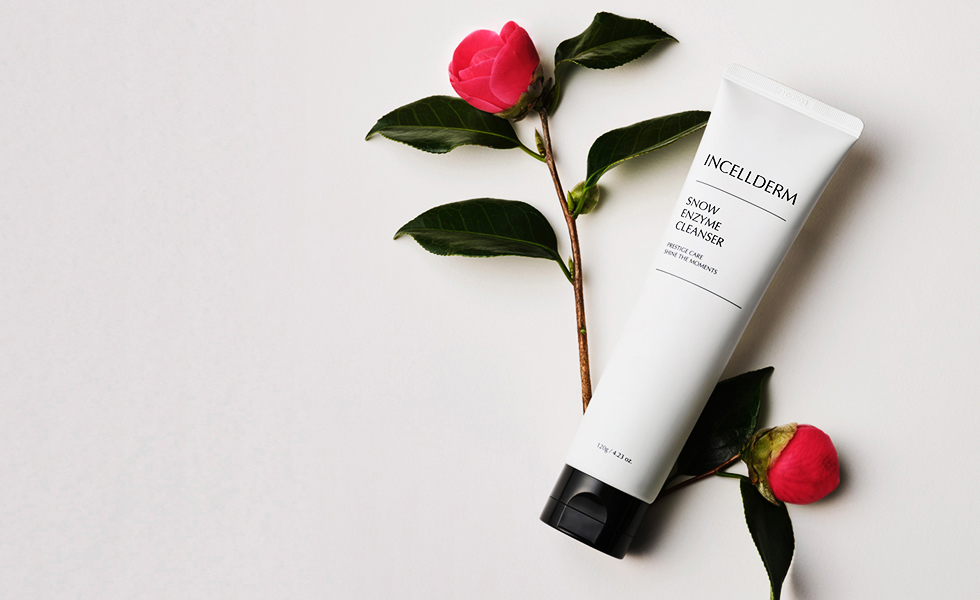 INCELLDERM
SNOW
ENZYME
CLEANSER
PRESTIGE CARE
SHINE THE MOMENTS
120g / 4.23 oz.